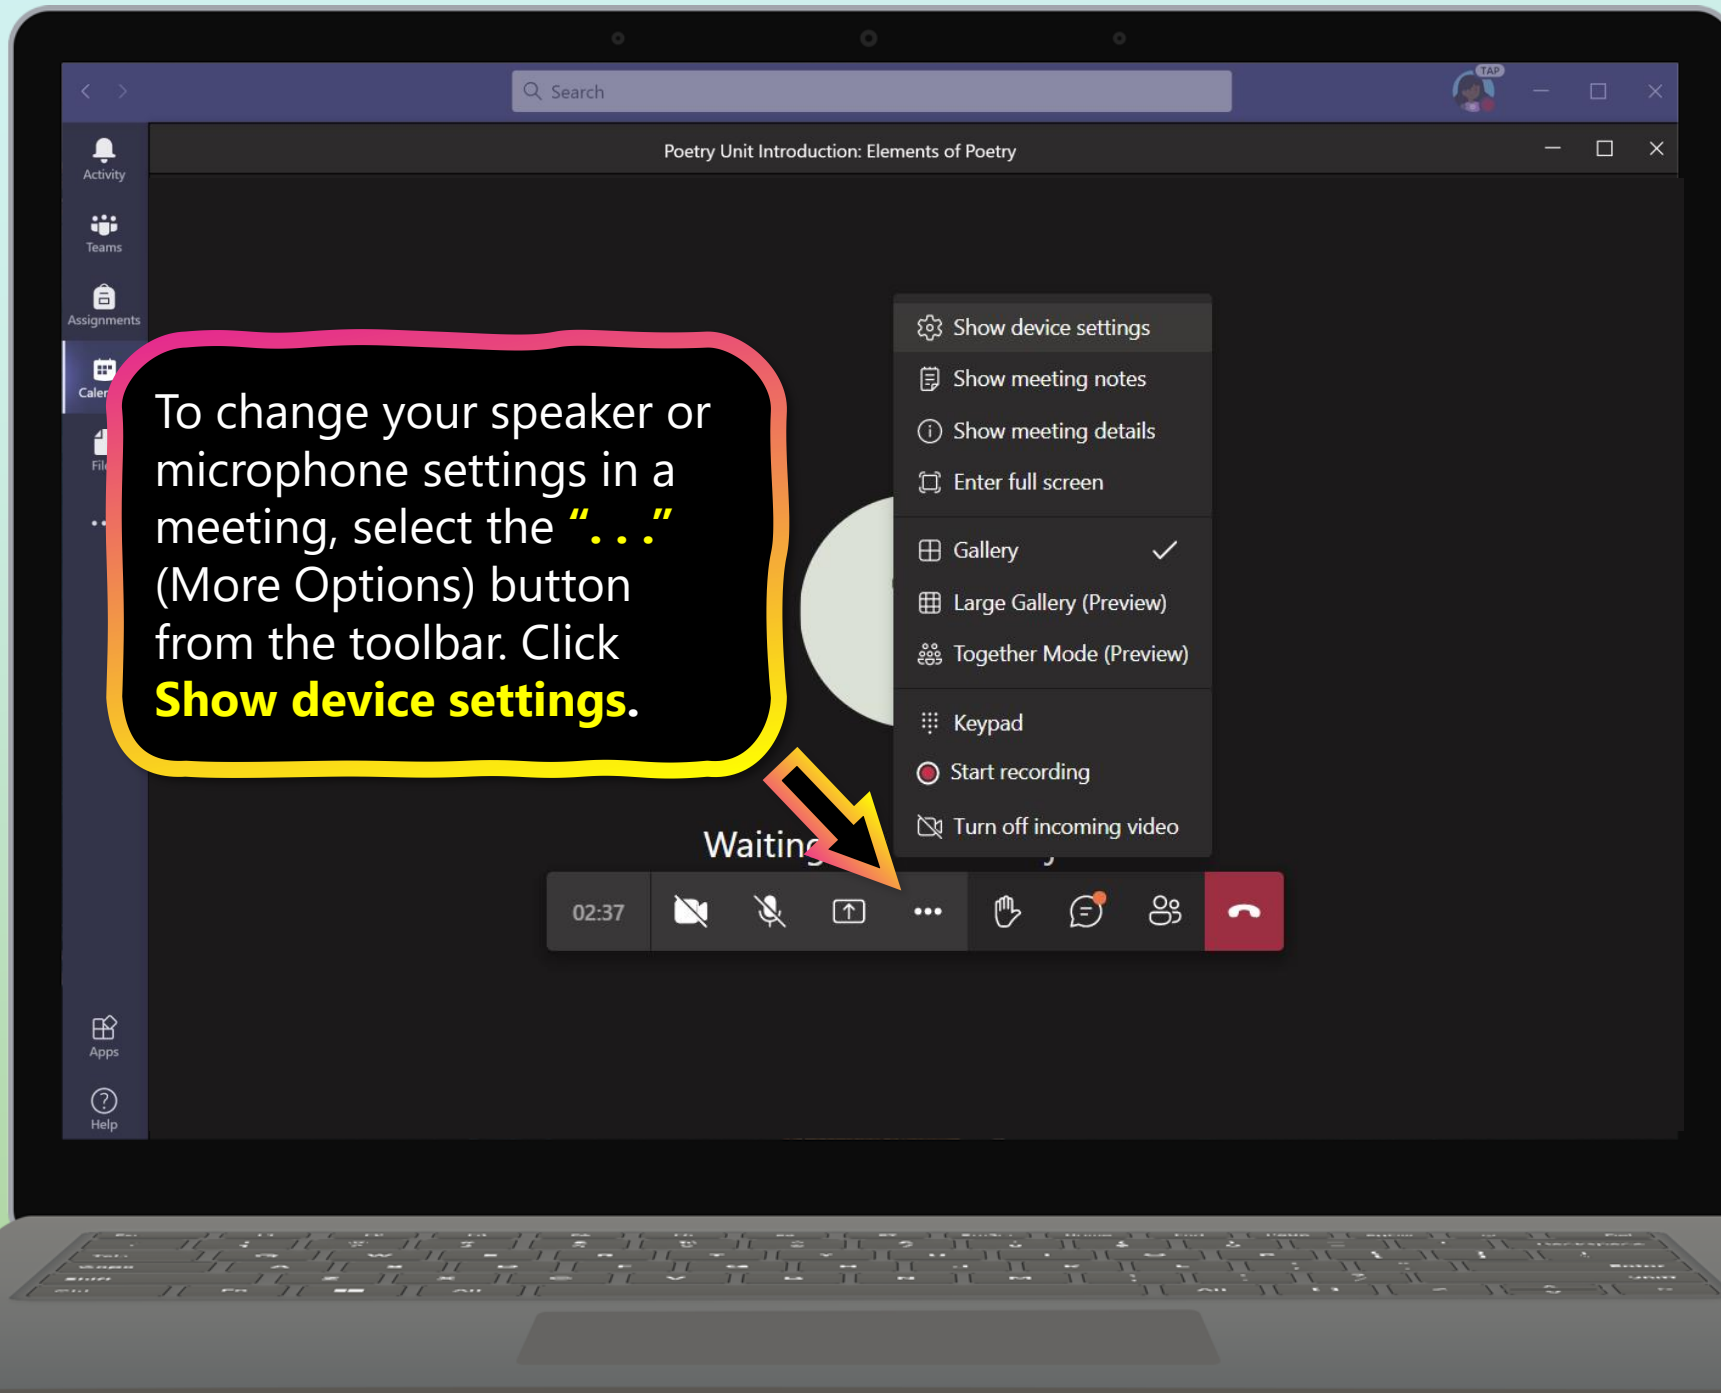 Search
TAP
Poetry Unit Introduction: Elements of Poetry
Activity
Teams
Assignments
To change your speaker or
microphone settings in a
meeting, select the “. . .”
(More Options) button
from the toolbar. Click
Show device settings.
Show device settings
Show meeting notes
Show meeting details
Enter full screen
Gallery
Large Gallery (Preview)
Together Mode (Preview)
Keypad
Start recording
Turn off incoming video
Waiting
02:37
Apps
Help